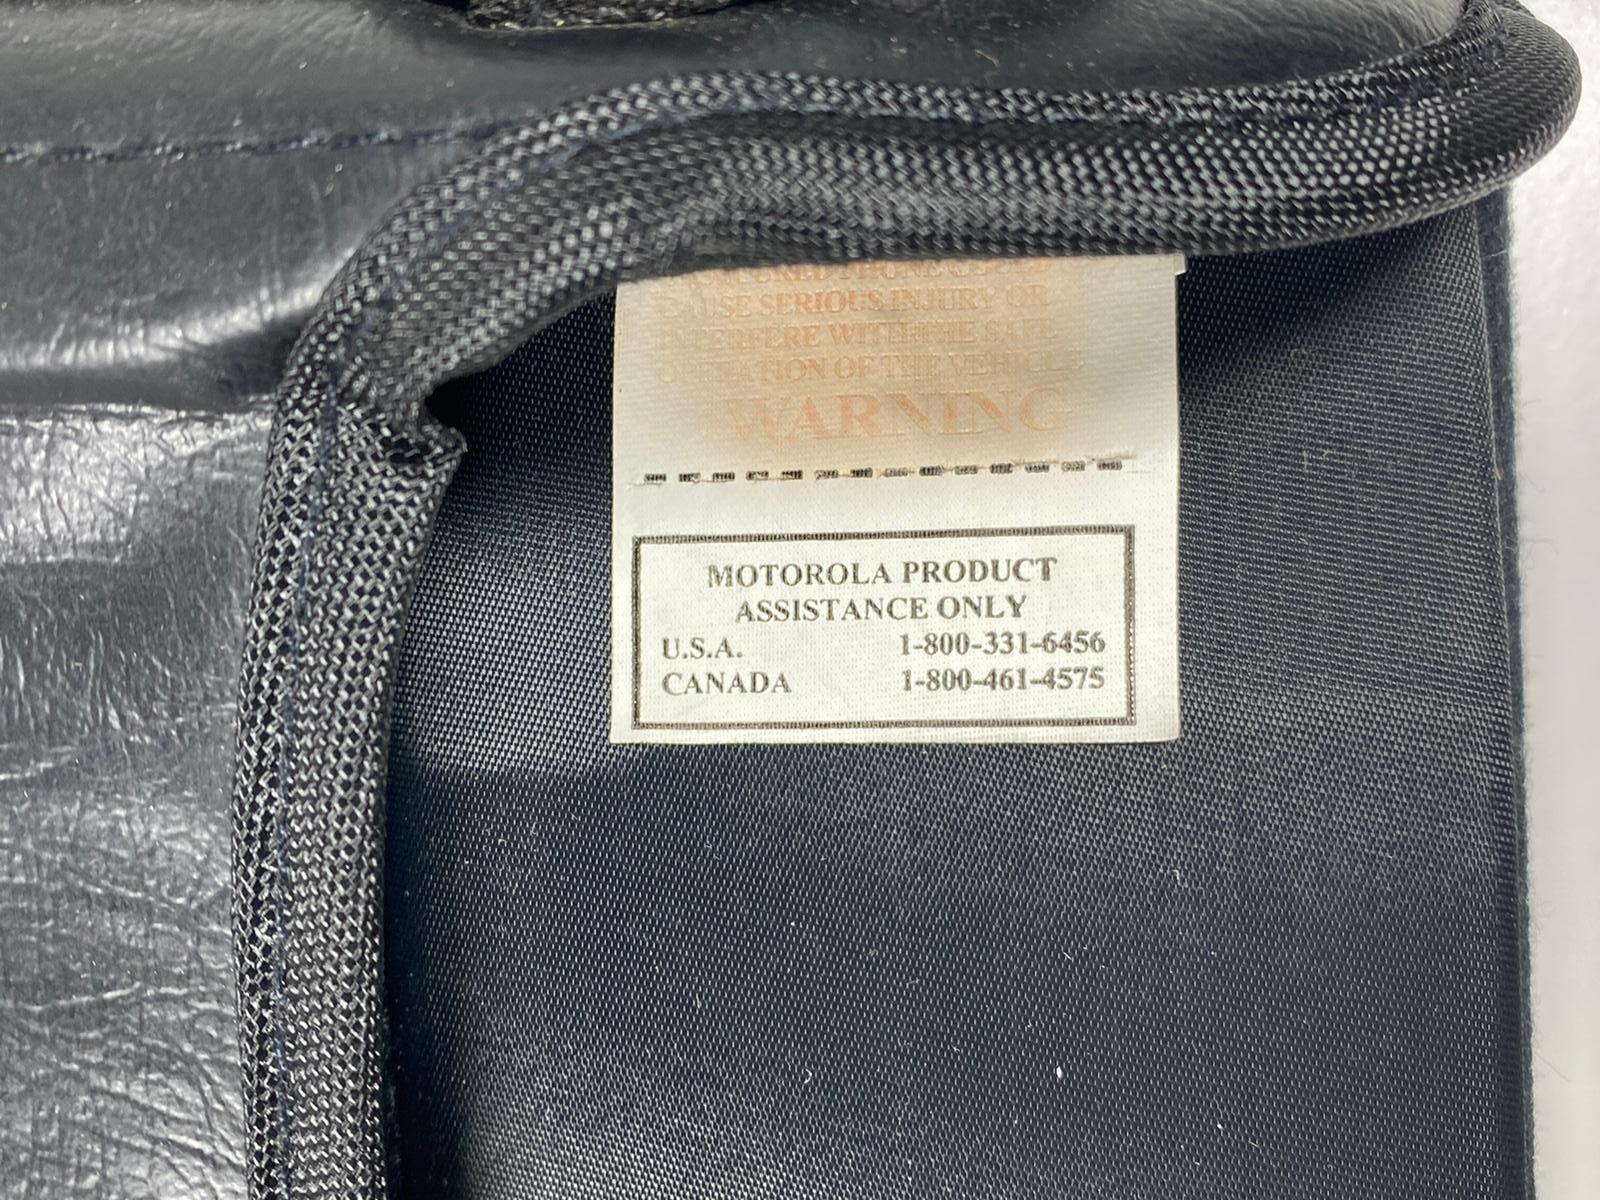 CAUSE SERIOUS INJURY OR
INTERFERE WITH THE SAFE
OPERATION OF THE VEHICLE
WARNING
MOTOROLA PRODUCT
ASSISTANCE ONLY
U.S.A. 1-800-331-6456
CANADA 1-800-461-4575